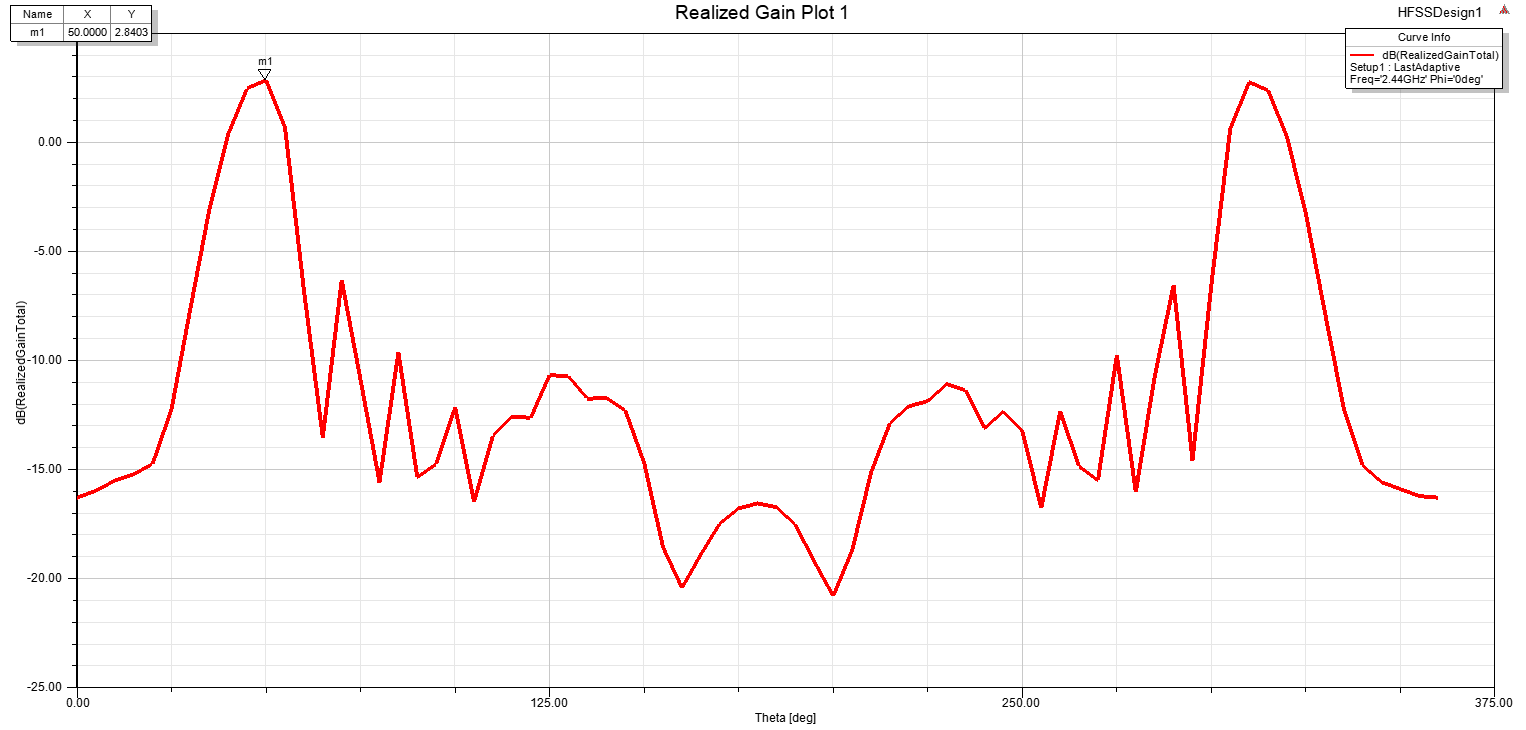 Realized Gain Plot 1
HFSSDesign1
Name X Y
m1 50.0000 2.8403
Curve Info
dB(RealizedGainTotal)
Setup1 : LastAdaptive
Freq='2.44GHz' Phi='0deg'
m1
dB(RealizedGainTotal)
0.00
-5.00
-10.00
-15.00
-20.00
-25.00
0.00 125.00 250.00 375.00
Theta [deg]